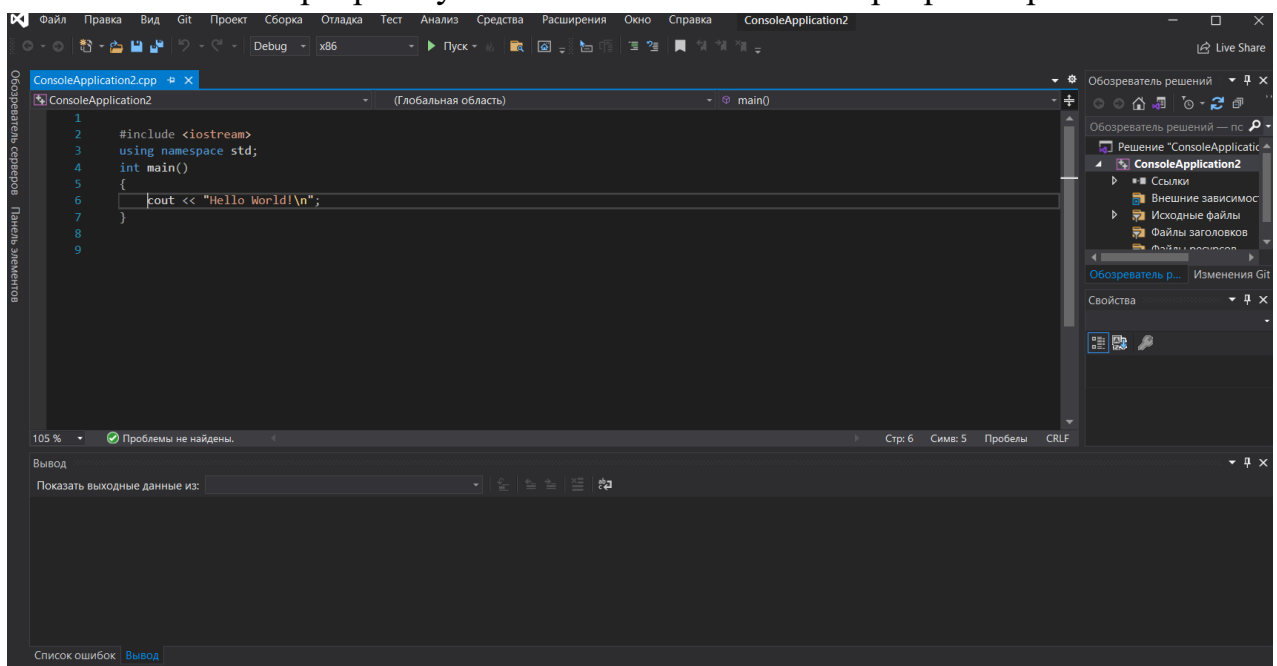 Файл Правка Вид Git Проект Сборка Отладка Тест Анализ Средства Расширения Окно Справка ConsoleApplication2
Debug x86 Пуск Live Share
Обозреватель серверов Панель элементов
ConsoleApplication2.cpp
ConsoleApplication2 (Глобальная область) main()
1
2 #include <iostream>
3 using namespace std;
4 int main()
5 {
6 cout << "Hello World!\n";
7 }
8
9
105 % Проблемы не найдены. Стр: 6 Симв: 5 Пробелы CRLF
Обозреватель решений
Обозреватель решений — пс
Решение "ConsoleApplicatic
ConsoleApplication2
Ссылки
Внешние зависимос
Исходные файлы
Файлы заголовков
Файлы ресурсов
Обозреватель р... Изменения Git
Свойства
Вывод
Показать выходные данные из:
Список ошибок Вывод